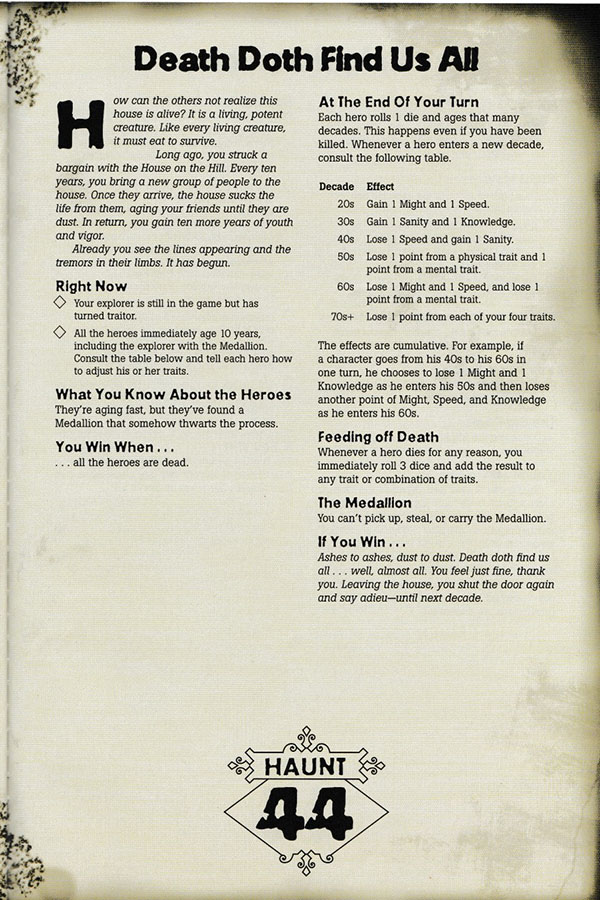 Death Doth Find Us All
How can the others not realize this
house is alive? It is a living, potent
creature. Like every living creature,
it must eat to survive.
Long ago, you struck a
bargain with the House on the Hill. Every ten
years, you bring a new group of people to the
house. Once they arrive, the house sucks the
life from them, aging your friends until they are
dust. In return, you gain ten more years of youth
and vigor.
Already you see the lines appearing and the
tremors in their limbs. It has begun.
Right Now
Your explorer is still in the game but has
turned traitor.
All the heroes immediately age 10 years,
including the explorer with the Medallion.
Consult the table below and tell each hero how
to adjust his or her traits.
What You Know About the Heroes
They're aging fast, but they've found a
Medallion that somehow thwarts the process.
You Win When . . .
. . . all the heroes are dead.
At The End Of Your Turn
Each hero rolls 1 die and ages that many
decades. This happens even if you have been
killed. Whenever a hero enters a new decade,
consult the following table.
Decade Effect
20s Gain 1 Might and 1 Speed.
30s Gain 1 Sanity and 1 Knowledge.
40s Lose 1 Speed and gain 1 Sanity.
50s Lose 1 point from a physical trait and 1
point from a mental trait.
60s Lose 1 Might and 1 Speed, and lose 1
point from a mental trait.
70s+ Lose 1 point from each of your four traits.
The effects are cumulative. For example, if
a character goes from his 40s to his 60s in
one turn, he chooses to lose 1 Might and 1
Knowledge as he enters his 50s and then loses
another point of Might, Speed, and Knowledge
as he enters his 60s.
Feeding off Death
Whenever a hero dies for any reason, you
immediately roll 3 dice and add the result to
any trait or combination of traits.
The Medallion
You can't pick up, steal, or carry the Medallion.
If You Win . . .
Ashes to ashes, dust to dust. Death doth find us
all . . . well, almost all. You feel just fine, thank
you. Leaving the house, you shut the door again
and say adieu—until next decade.
HAUNT
44